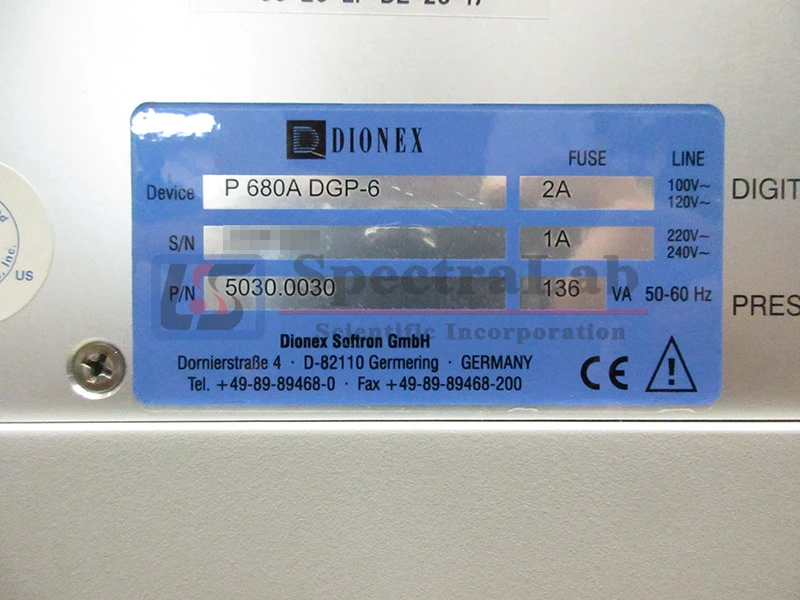 DIONEX
FUSE LINE
Device P 680A DGP-6 2A 100V~ 120V~
S/N 1A 220V~ 240V~
P/N 5030.0030 136 VA 50-60 Hz
SpectraLab
Scientific Incorporation
Dionex Softron GmbH
Dornierstraße 4 · D-82110 Germering · GERMANY
Tel. +49-89-89468-0 · Fax +49-89-89468-200
CE
DIGIT
PRES
Inc.
US